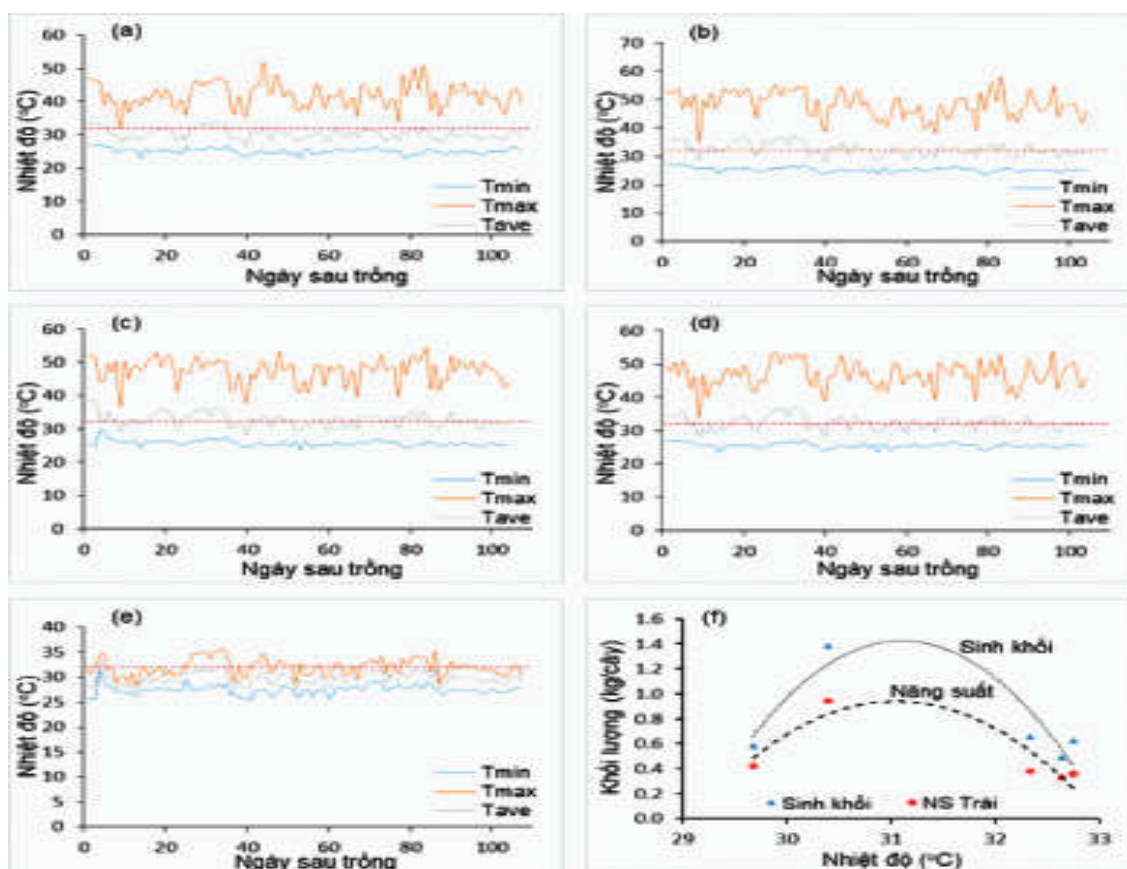 (a)
Nhiệt độ (°C)
60
50
40
30
20
10
0
Tmin
Tmax
Tave
0 20 40 60 80 100
Ngày sau trồng
(b)
Nhiệt độ (°C)
70
60
50
40
30
20
10
0
Tmin
Tmax
Tave
0 20 40 60 80 100
Ngày sau trồng
(c)
Nhiệt độ (°C)
60
50
40
30
20
10
0
Tmin
Tmax
Tave
0 20 40 60 80 100
Ngày sau trồng
(d)
Nhiệt độ (°C)
60
50
40
30
20
10
0
Tmin
Tmax
Tave
0 20 40 60 80 100
Ngày sau trồng
(e)
Nhiệt độ (°C)
40
35
30
25
20
15
10
5
0
Tmin
Tmax
Tave
0 20 40 60 80 100
Ngày sau trồng
(f)
Khối lượng (kg/cây)
1.6
1.4
1.2
1.0
0.8
0.6
0.4
0.2
0.0
Sinh khối
Năng suất
Sinh khối NS Trái
29 30 31 32 33
Nhiệt độ (°C)